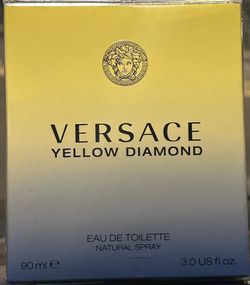 VERSACE
YELLOW DIAMOND
EAU DE TOILETTE
NATURAL SPRAY
90 ml ℮ 3.0 US fl.oz.